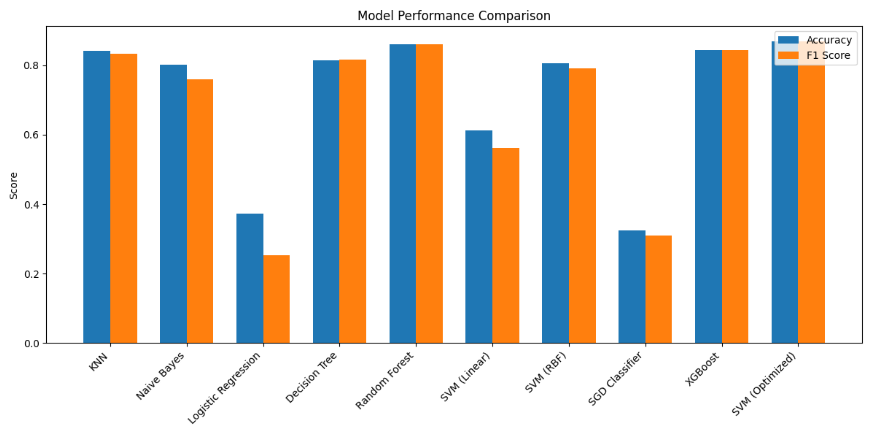 Model Performance Comparison
Accuracy
F1 Score
Score
0.8
0.6
0.4
0.2
0.0
KNN
Naive Bayes
Logistic Regression
Decision Tree
Random Forest
SVM (Linear)
SVM (RBF)
SGD Classifier
XGBoost
SVM (Optimized)